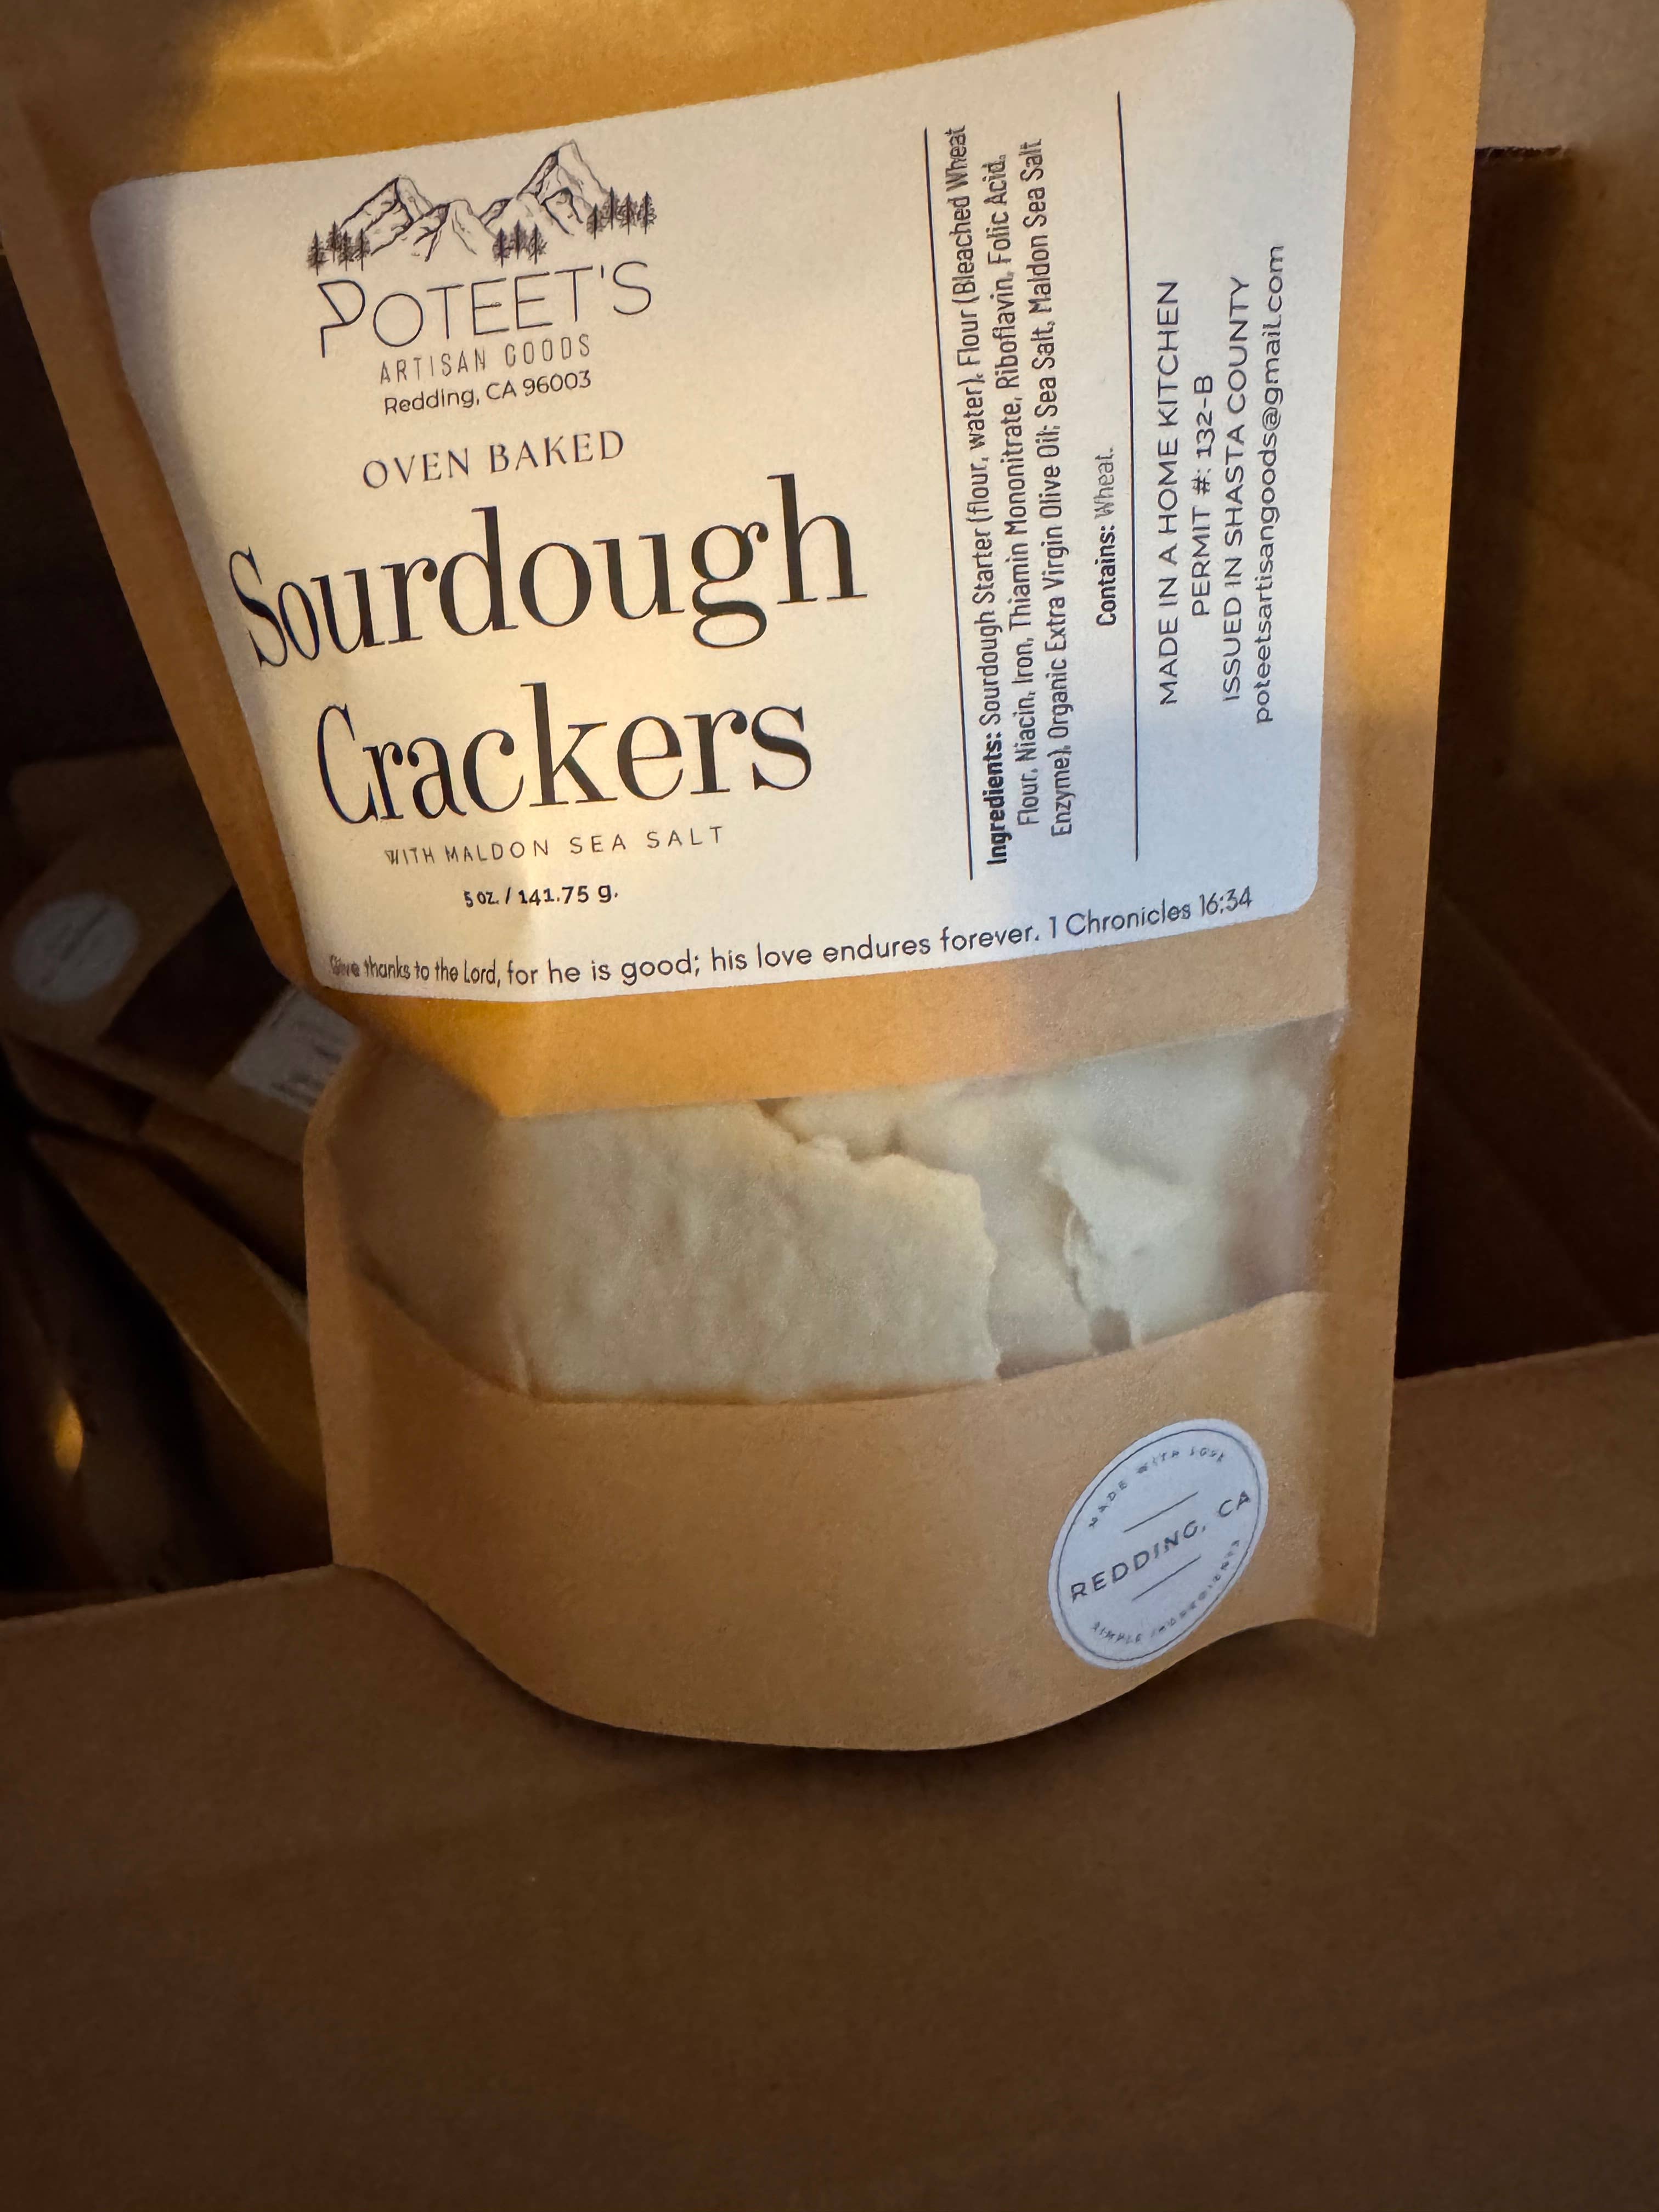 POTEET'S
ARTISAN GOODS
Redding, CA 96003
OVEN BAKED
Sourdough
Crackers
WITH MALDON SEA SALT
5 oz. / 141.75 g.
Give thanks to the Lord, for he is good; his love endures forever. 1 Chronicles 16:34
Ingredients: Sourdough Starter (flour, water), Flour (Bleached Wheat
Flour, Niacin, Iron, Thiamin Mononitrate, Riboflavin, Folic Acid,
Enzyme), Organic Extra Virgin Olive Oil; Sea Salt, Maldon Sea Salt
Contains: Wheat.
MADE IN A HOME KITCHEN
PERMIT #: 132-B
ISSUED IN SHASTA COUNTY
poteetsartisangoods@gmail.com
MADE WITH LOVE
REDDING, CA
SIMPLE INGREDIENTS